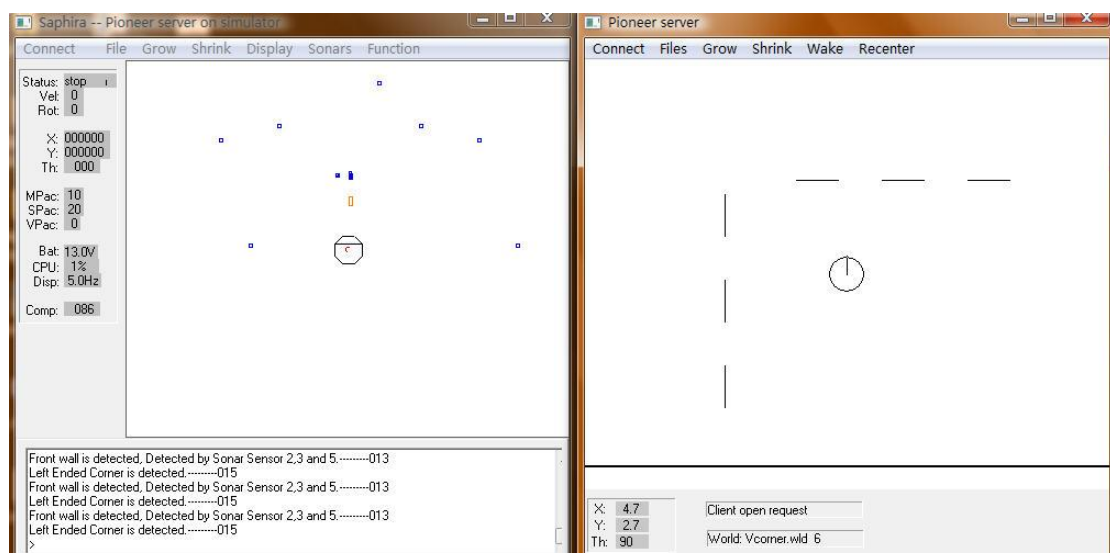 Saphira -- Pioneer server on simulator
Connect File Grow Shrink Display Sonars Function
Status: stop
Vel: 0
Rot: 0
X: 000000
Y: 000000
Th: 000
MPac: 10
SPac: 20
VPac: 0
Bat: 13.0V
CPU: 1%
Disp: 5.0Hz
Comp: 086
Front wall is detected, Detected by Sonar Sensor 2,3 and 5.--------013
Left Ended Corner is detected.--------015
Front wall is detected, Detected by Sonar Sensor 2,3 and 5.--------013
Left Ended Corner is detected.--------015
Front wall is detected, Detected by Sonar Sensor 2,3 and 5.--------013
Left Ended Corner is detected.--------015
>
Pioneer server
Connect Files Grow Shrink Wake Recenter
X: 4.7
Y: 2.7
Th: 90
Client open request
World: Vcorner.wld 6